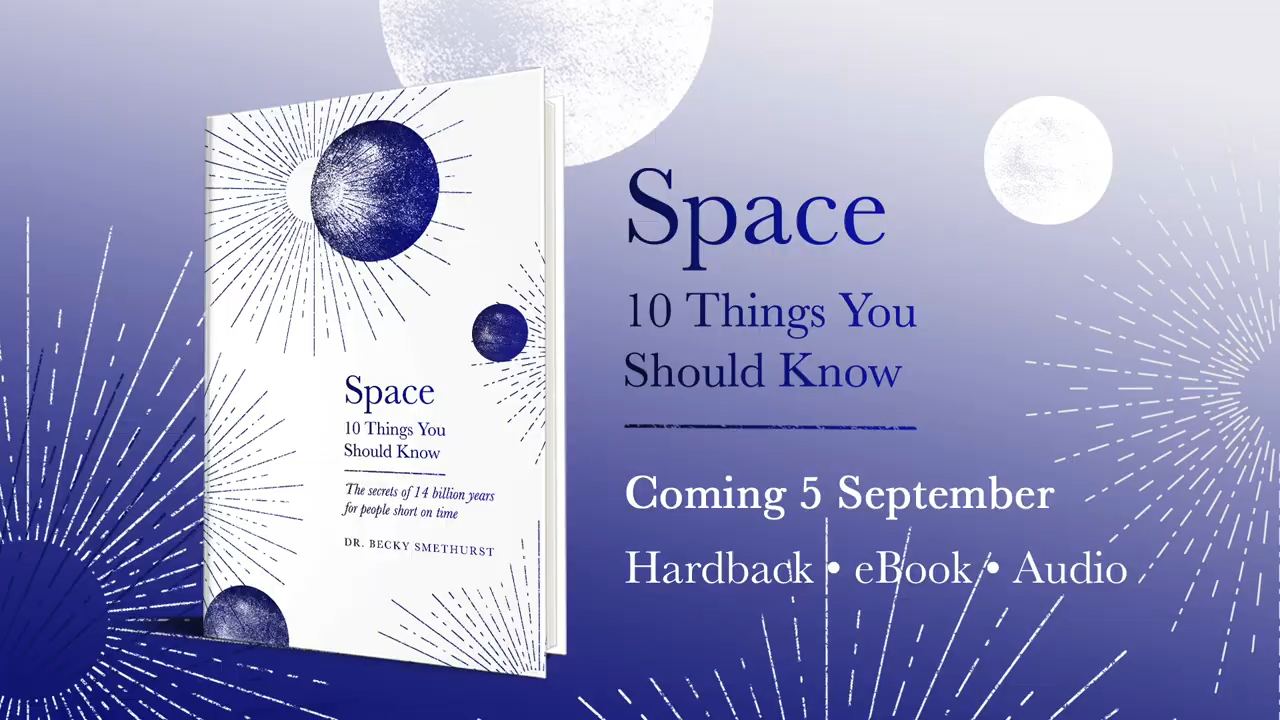 Space
10 Things You
Should Know
The secrets of 14 billion years
for people short on time
DR. BECKY SMETHURST
Space
10 Things You
Should Know
Coming 5 September
Hardback • eBook • Audio